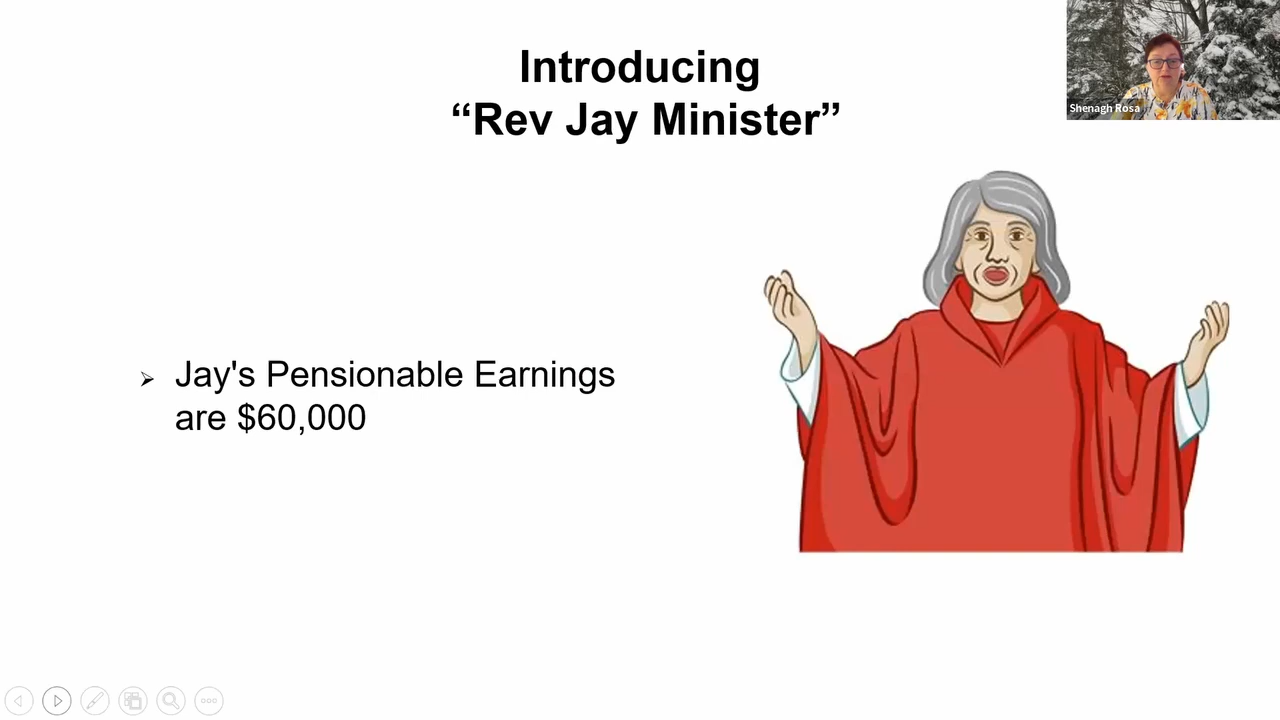 Introducing
“Rev Jay Minister”
Shenagh Rosa
➢ Jay's Pensionable Earnings
are $60,000